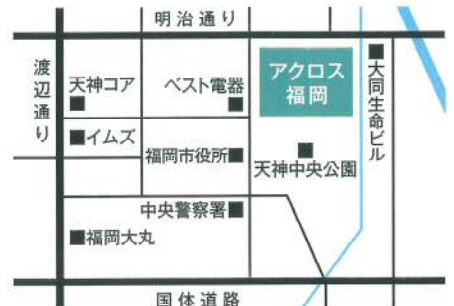 明治通り
渡辺通り
天神コア
ベスト電器
アクロス
福岡
大同生命ビル
イムズ
福岡市役所
天神中央公園
中央警察署
福岡大丸
国体道路